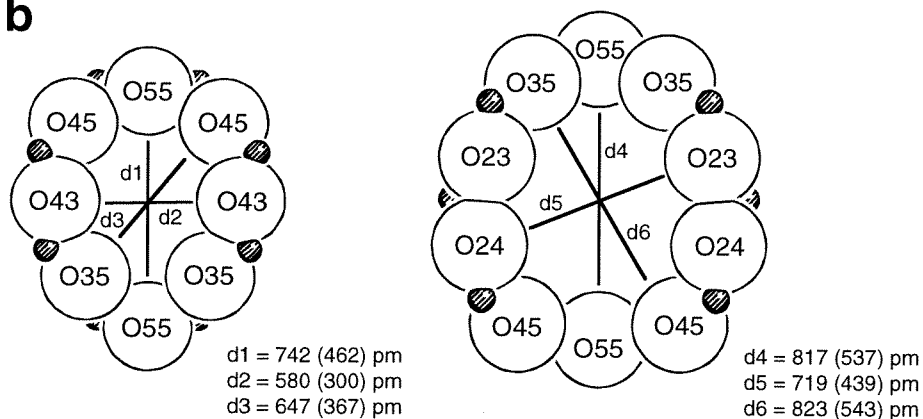 b
O55
O45 O45
d1
O43 O43
d3 d2
O35 O35
O55
d1 = 742 (462) pm
d2 = 580 (300) pm
d3 = 647 (367) pm
O55
O35 O35
d4
O23 O23
d5
d6
O24 O24
O45 O45
O55
d4 = 817 (537) pm
d5 = 719 (439) pm
d6 = 823 (543) pm